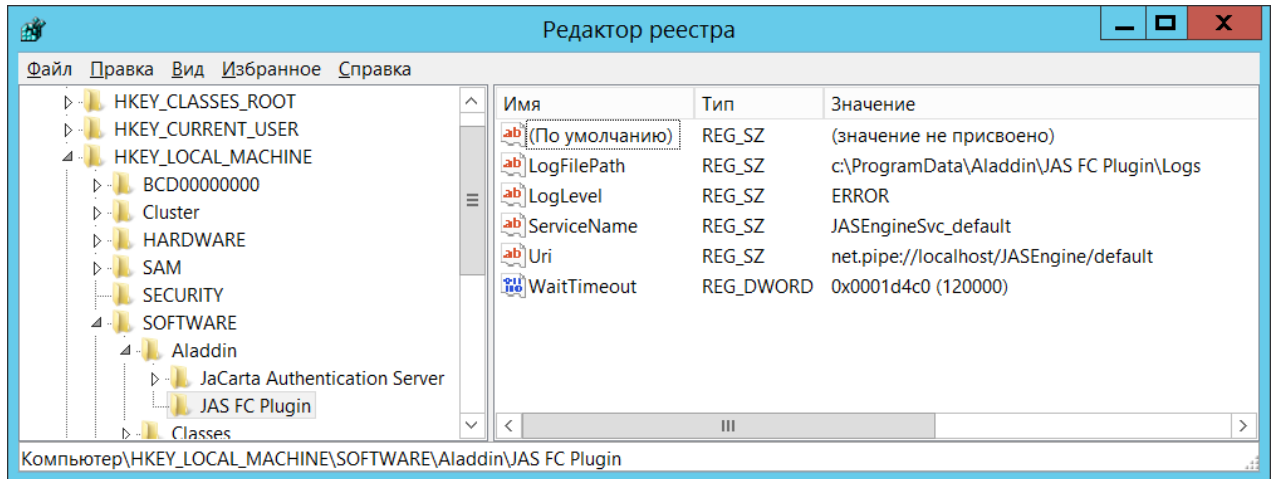 Редактор реестра
Файл Правка Вид Избранное Справка
HKEY_CLASSES_ROOT
HKEY_CURRENT_USER
HKEY_LOCAL_MACHINE
BCD00000000
Cluster
HARDWARE
SAM
SECURITY
SOFTWARE
Aladdin
JaCarta Authentication Server
JAS FC Plugin
Classes
Имя Тип Значение
(По умолчанию) REG_SZ (значение не присвоено)
LogFilePath REG_SZ c:\ProgramData\Aladdin\JAS FC Plugin\Logs
LogLevel REG_SZ ERROR
ServiceName REG_SZ JASEngineSvc_default
Uri REG_SZ net.pipe://localhost/JASEngine/default
WaitTimeout REG_DWORD 0x0001d4c0 (120000)
Компьютер\HKEY_LOCAL_MACHINE\SOFTWARE\Aladdin\JAS FC Plugin